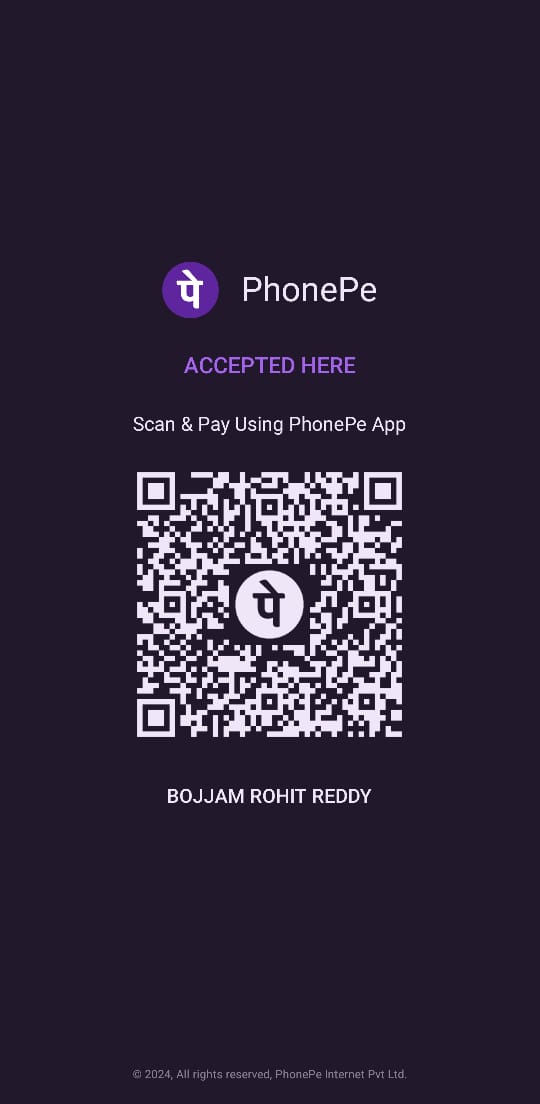 पे PhonePe
ACCEPTED HERE
Scan & Pay Using PhonePe App
पे
BOJJAM ROHIT REDDY
© 2024, All rights reserved, PhonePe Internet Pvt Ltd.